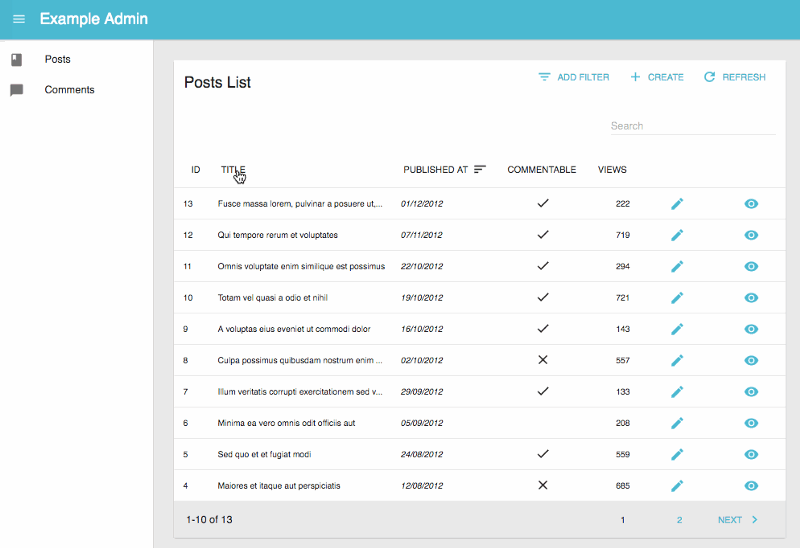 Example Admin
Posts
Comments
Posts List
ADD FILTER CREATE REFRESH
Search
ID TITLE PUBLISHED AT COMMENTABLE VIEWS
13 Fusce massa lorem, pulvinar a posuere ut,... 01/12/2012 222
12 Qui tempore rerum et voluptates 07/11/2012 719
11 Omnis voluptate enim similique est possimus 22/10/2012 294
10 Totam vel quasi a odio et nihil 19/10/2012 721
9 A voluptas eius eveniet ut commodi dolor 16/10/2012 143
8 Culpa possimus quibusdam nostrum enim ... 02/10/2012 557
7 Illum veritatis corrupti exercitationem sed v... 29/09/2012 133
6 Minima ea vero omnis odit officiis aut 05/09/2012 208
5 Sed quo et et fugiat modi 24/08/2012 559
4 Maiores et itaque aut perspiciatis 12/08/2012 685
1-10 of 13 1 2 NEXT